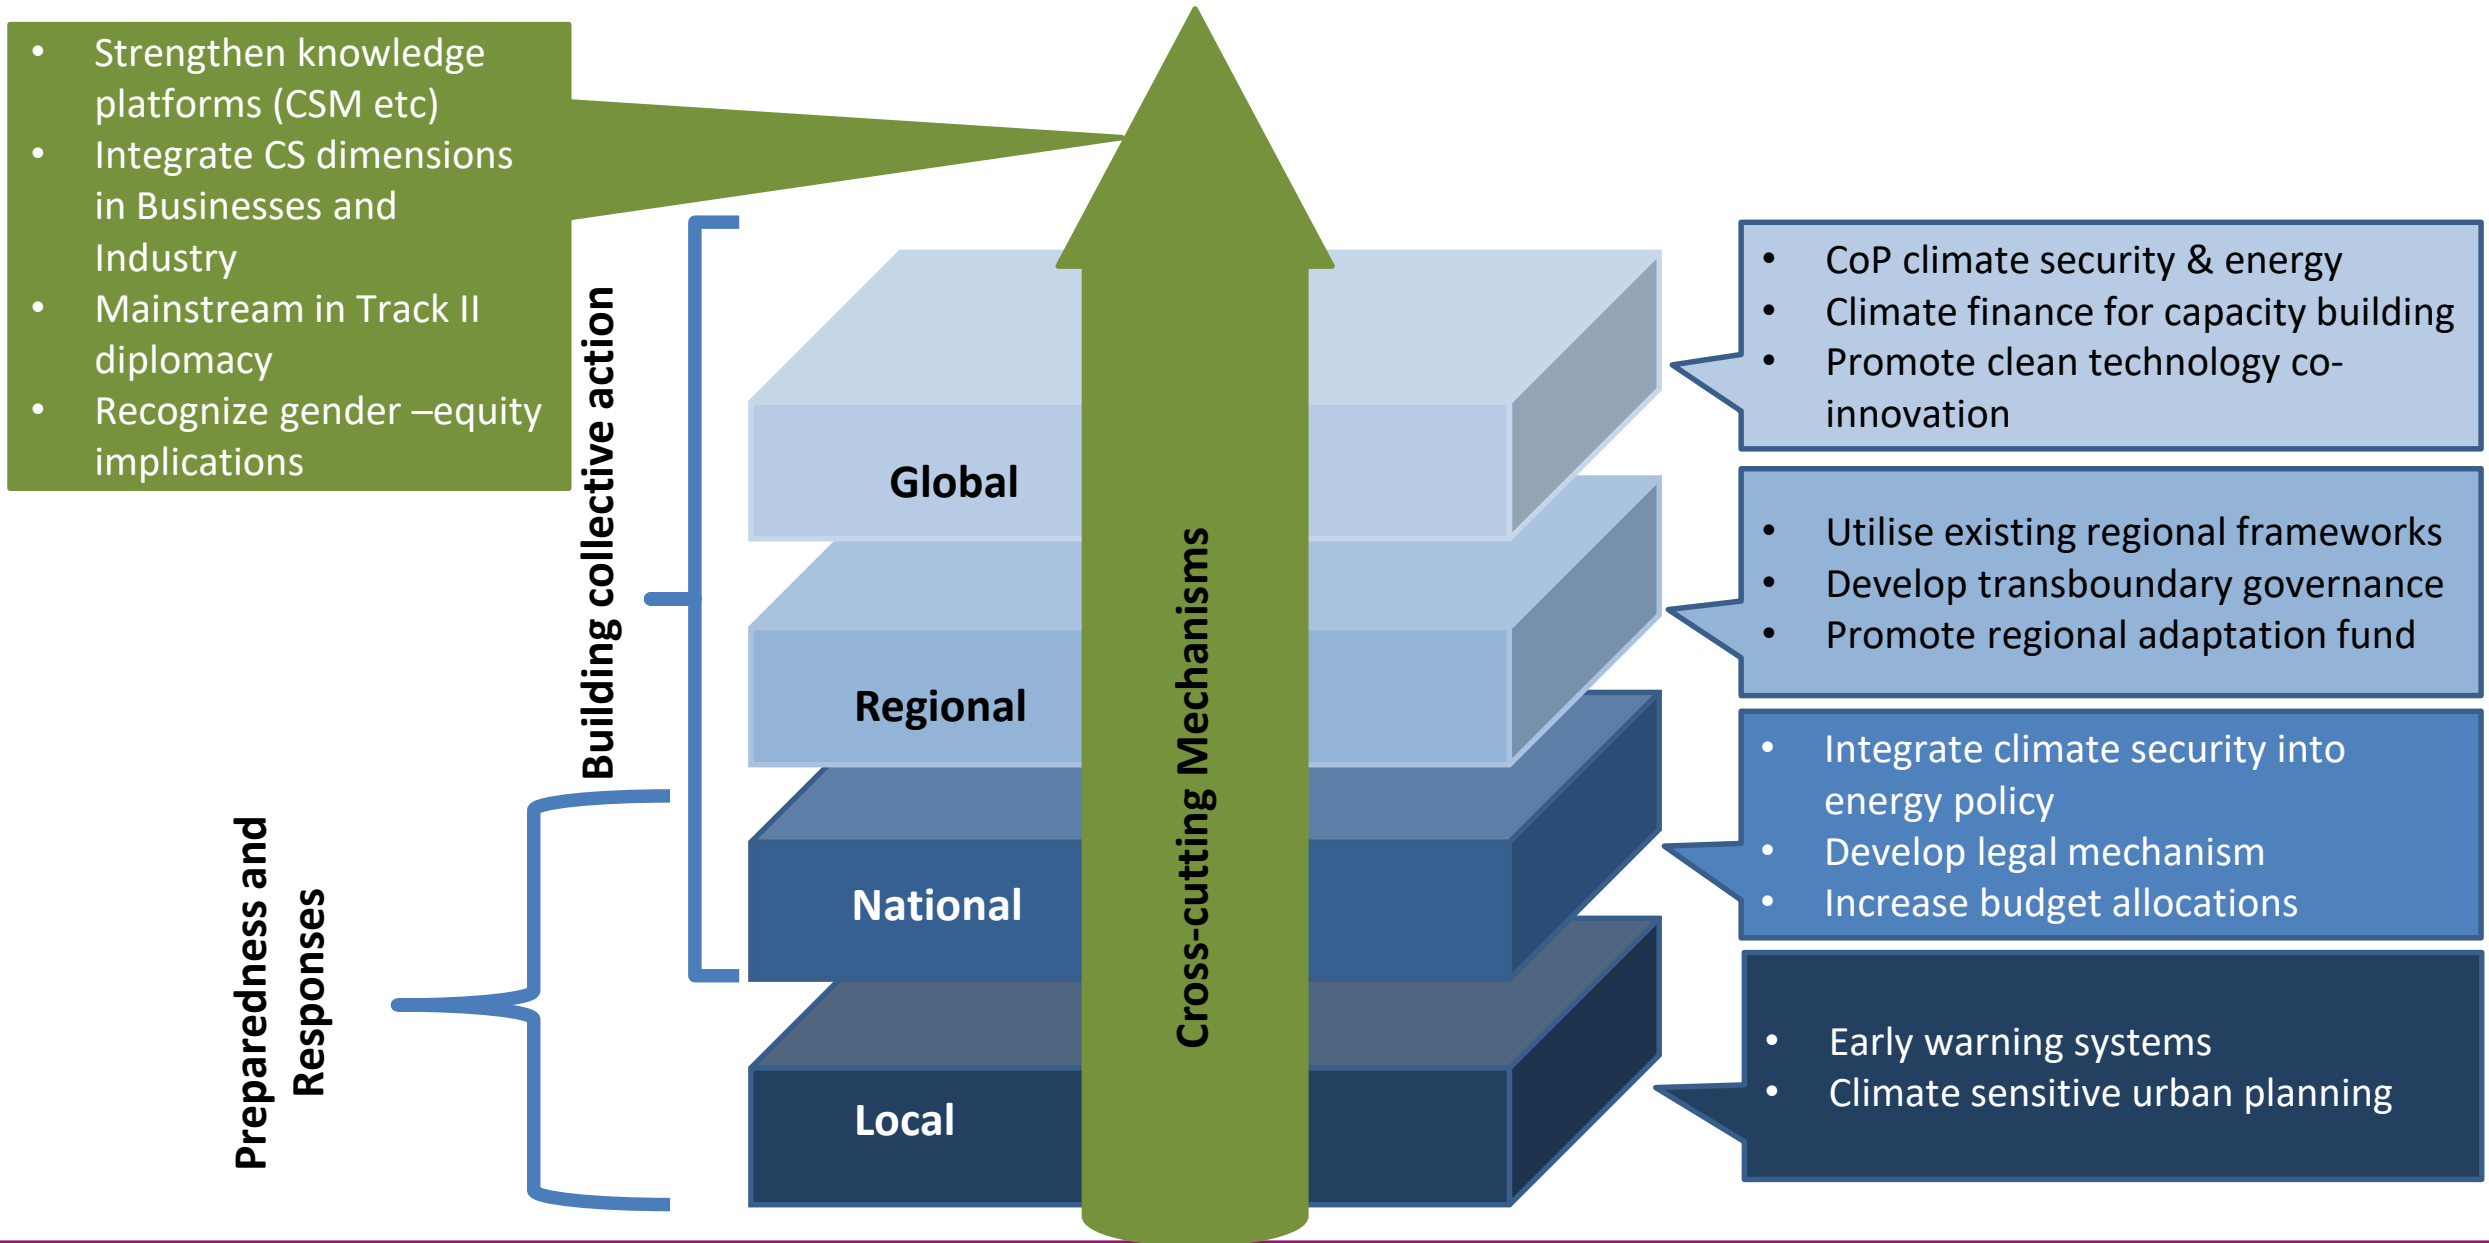 • Strengthen knowledge
platforms (CSM etc)
• Integrate CS dimensions
in Businesses and
Industry
• Mainstream in Track II
diplomacy
• Recognize gender –equity
implications
Building collective action
Preparedness and
Responses
Cross-cutting Mechanisms
Global
• CoP climate security & energy
• Climate finance for capacity building
• Promote clean technology co-
innovation
Regional
• Utilise existing regional frameworks
• Develop transboundary governance
• Promote regional adaptation fund
National
• Integrate climate security into
energy policy
• Develop legal mechanism
• Increase budget allocations
Local
• Early warning systems
• Climate sensitive urban planning